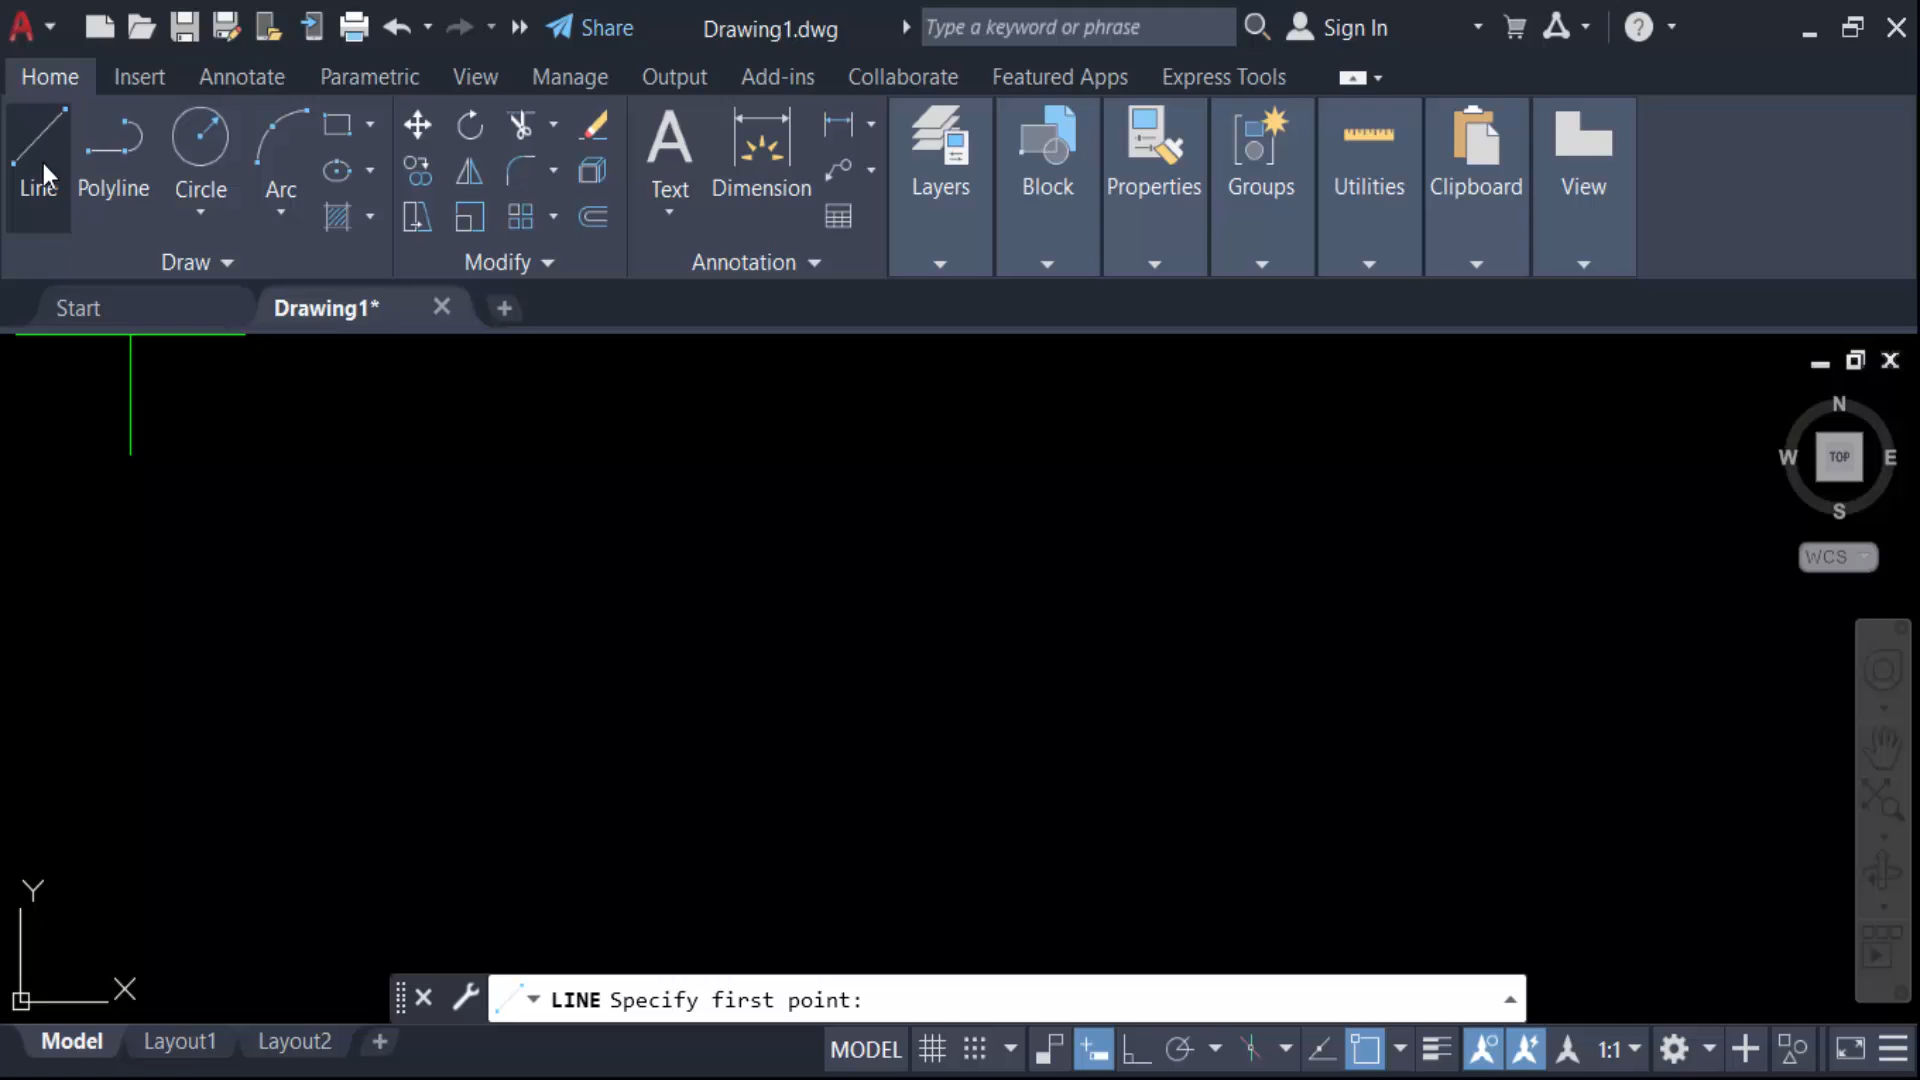 Share
Drawing1.dwg
Type a keyword or phrase
Sign In
Home Insert Annotate Parametric View Manage Output Add-ins Collaborate Featured Apps Express Tools
Line Polyline Circle Arc
Text Dimension
Layers Block Properties Groups Utilities Clipboard View
Draw Modify Annotation
Start Drawing1*
N
W TOP E
S
WCS
Y
X
LINE Specify first point:
Model Layout1 Layout2
MODEL 1:1